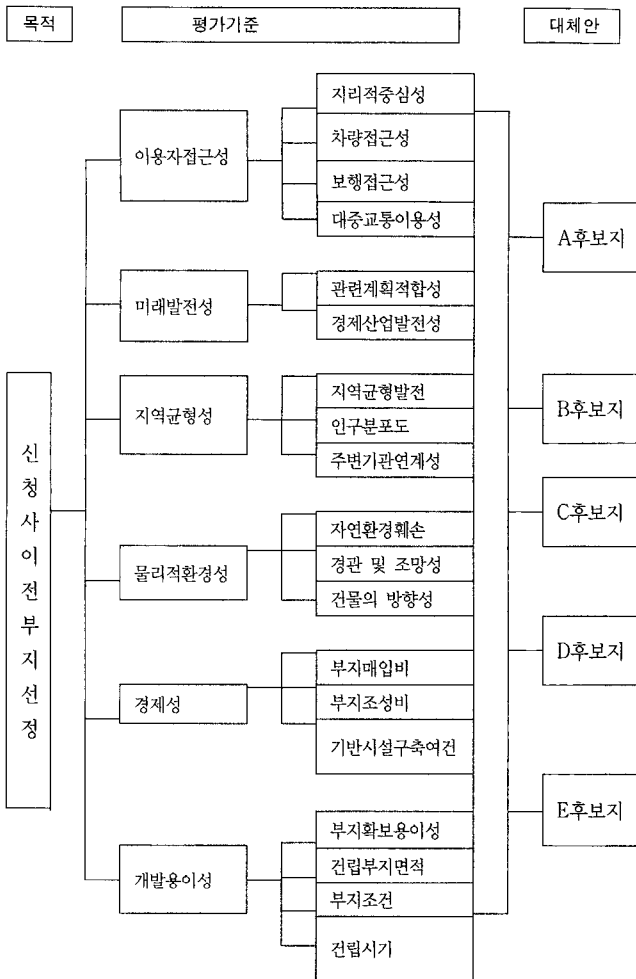 목적
평가기준
대체안
신청사이전부지선정
이용자접근성
지리적중심성
차량접근성
보행접근성
대중교통이용성
미래발전성
관련계획적합성
경제산업발전성
지역균형성
지역균형발전
인구분포도
주변기관연계성
물리적환경성
자연환경훼손
경관 및 조망성
건물의 방향성
경제성
부지매입비
부지조성비
기반시설구축여건
개발용이성
부지확보용이성
건립부지면적
부지조건
건립시기
A후보지
B후보지
C후보지
D후보지
E후보지